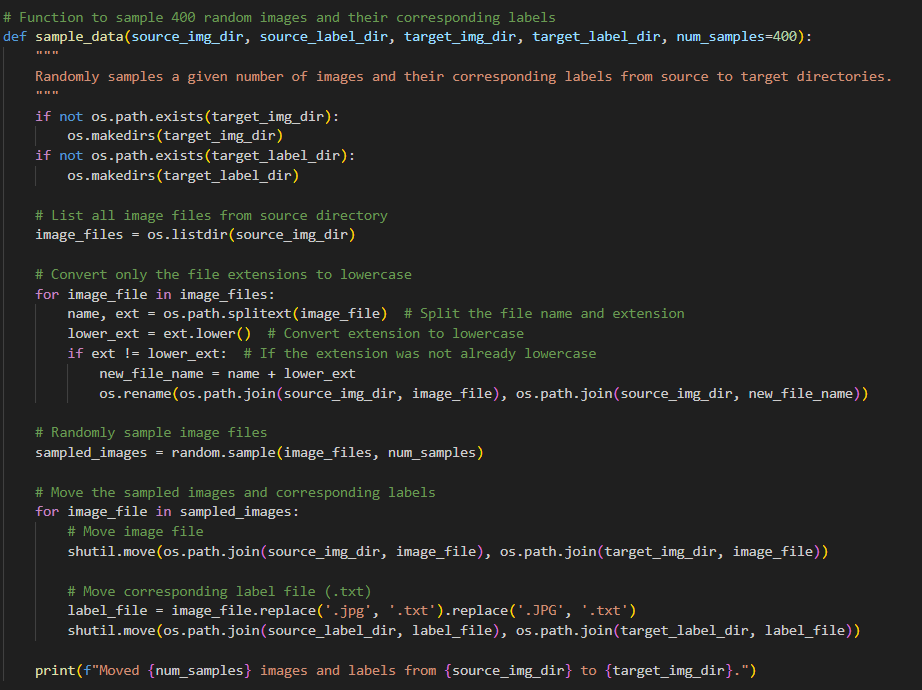 # Function to sample 400 random images and their corresponding labels
def sample_data(source_img_dir, source_label_dir, target_img_dir, target_label_dir, num_samples=400):
    """
    Randomly samples a given number of images and their corresponding labels from source to target directories.
    """
    if not os.path.exists(target_img_dir):
        os.makedirs(target_img_dir)
    if not os.path.exists(target_label_dir):
        os.makedirs(target_label_dir)

    # List all image files from source directory
    image_files = os.listdir(source_img_dir)

    # Convert only the file extensions to lowercase
    for image_file in image_files:
        name, ext = os.path.splitext(image_file)  # Split the file name and extension
        lower_ext = ext.lower()  # Convert extension to lowercase
        if ext != lower_ext:  # If the extension was not already lowercase
            new_file_name = name + lower_ext
            os.rename(os.path.join(source_img_dir, image_file), os.path.join(source_img_dir, new_file_name))

    # Randomly sample image files
    sampled_images = random.sample(image_files, num_samples)

    # Move the sampled images and corresponding labels
    for image_file in sampled_images:
        # Move image file
        shutil.move(os.path.join(source_img_dir, image_file), os.path.join(target_img_dir, image_file))

        # Move corresponding label file (.txt)
        label_file = image_file.replace('.jpg', '.txt').replace('.JPG', '.txt')
        shutil.move(os.path.join(source_label_dir, label_file), os.path.join(target_label_dir, label_file))

    print(f"Moved {num_samples} images and labels from {source_img_dir} to {target_img_dir}.")